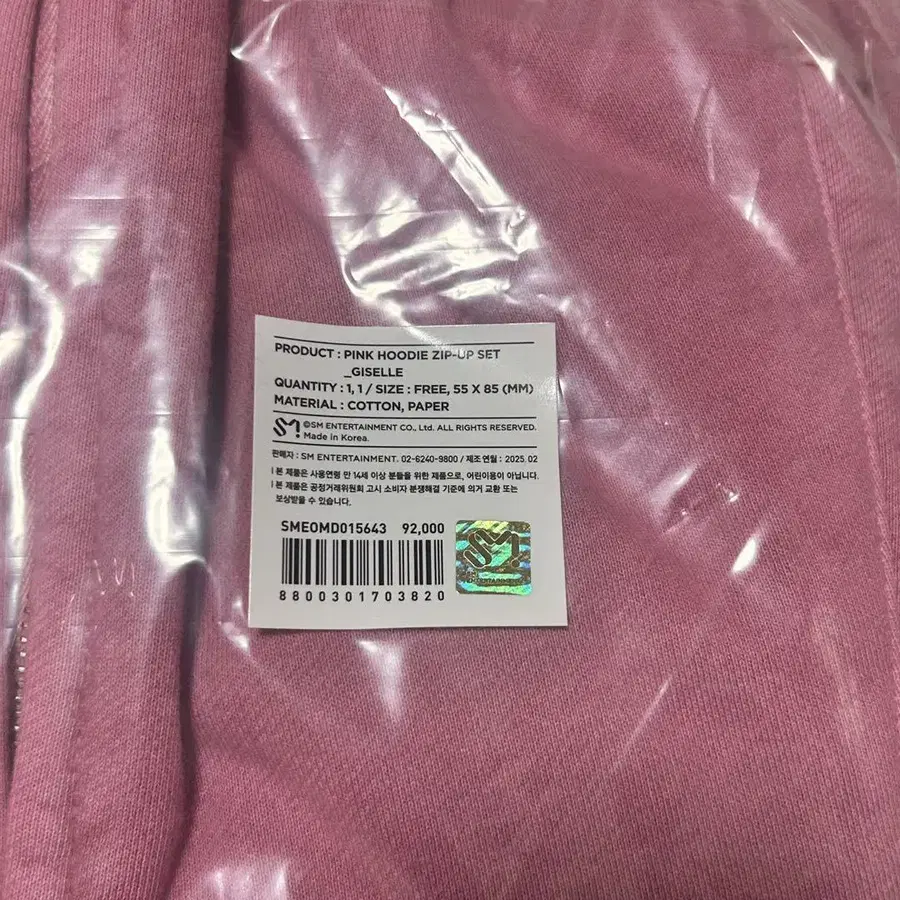 PRODUCT : PINK HOODIE ZIP-UP SET
_GISELLE
QUANTITY : 1, 1 / SIZE : FREE, 55 X 85 (MM)
MATERIAL : COTTON, PAPER
SM ©SM ENTERTAINMENT CO., Ltd. ALL RIGHTS RESERVED.
Made in Korea.
판매자 : SM ENTERTAINMENT. 02-6240-9800 / 제조 연월 : 2025. 02
본 제품은 사용연령 만 14세 이상 분들을 위한 제품으로, 어린이용이 아닙니다.
본 제품은 공정거래위원회 고시 소비자 분쟁해결 기준에 의거 교환 또는
보상받을 수 있습니다.
SMEOMD015643 92,000
SM
8800301703820